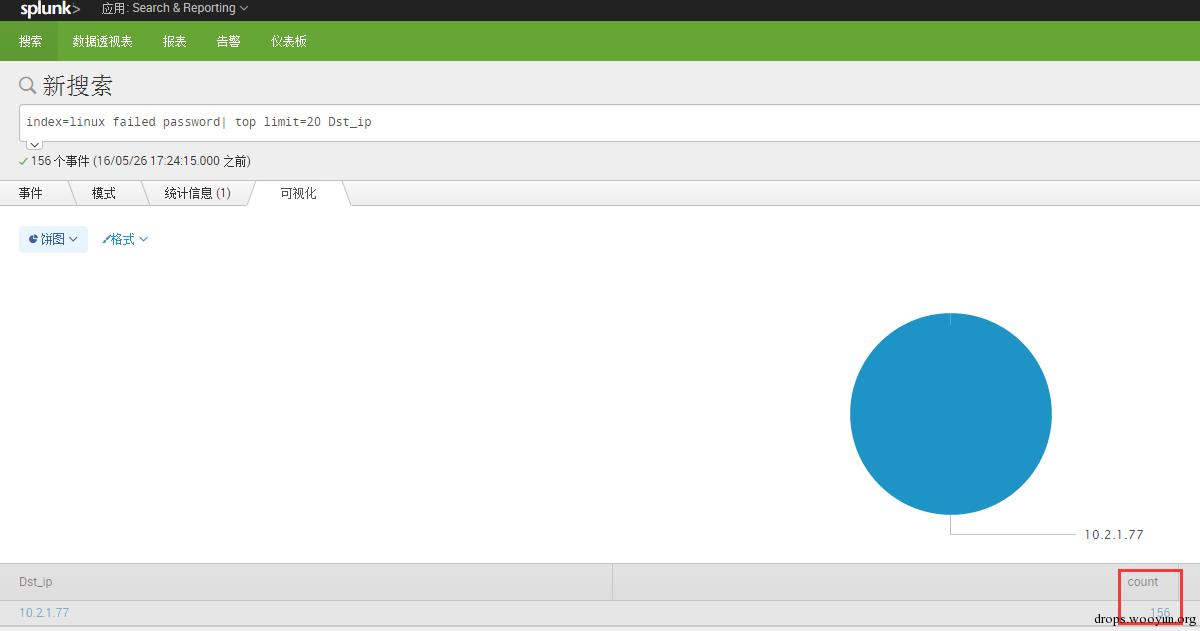 splunk> 应用: Search & Reporting
搜索 数据透视表 报表 告警 仪表板
新搜索
index=linux failed password| top limit=20 Dst_ip
156 个事件 (16/05/26 17:24:15.000 之前)
事件 模式 统计信息 (1) 可视化
饼图 格式
10.2.1.77
Dst_ip count
10.2.1.77 156
drops.wooyun.org